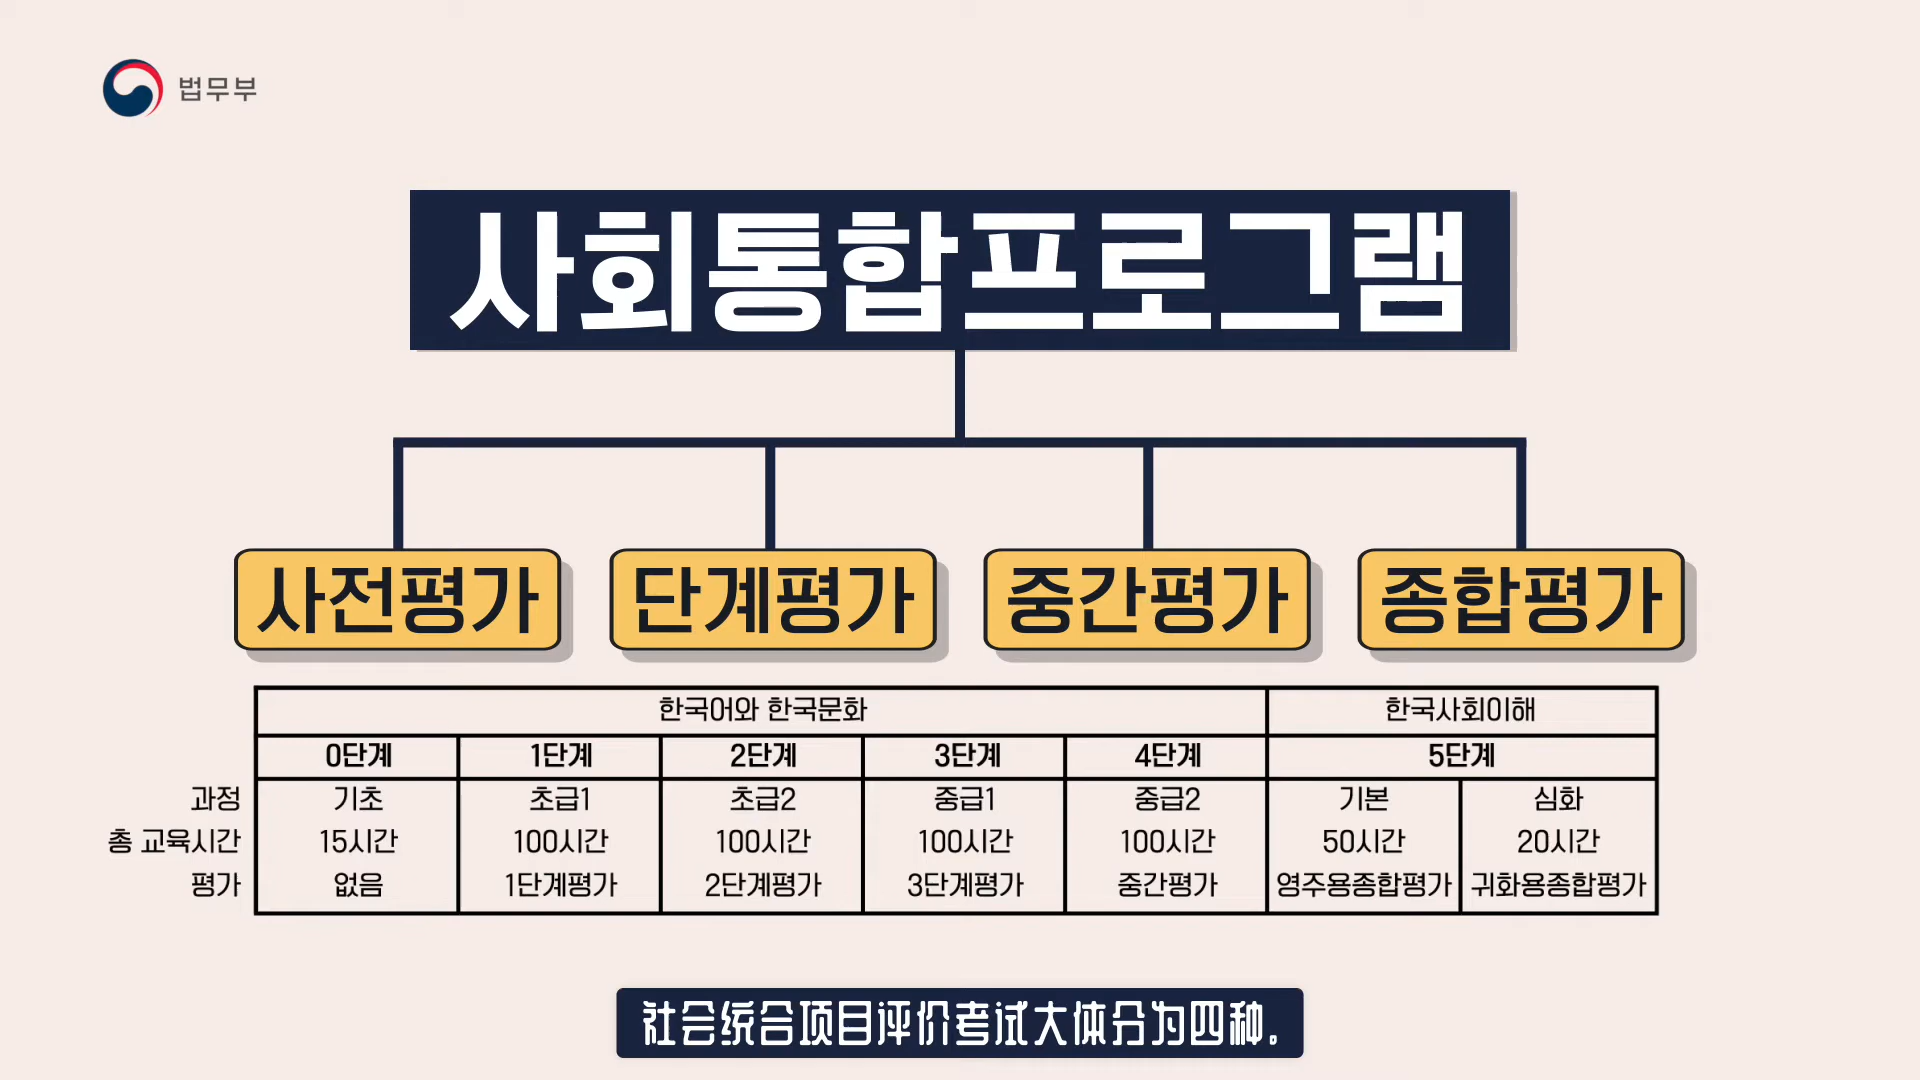 법무부
사회통합프로그램
사전평가 단계평가 중간평가 종합평가
한국어와 한국문화 한국사회이해
0단계 1단계 2단계 3단계 4단계 5단계
과정 기초 초급1 초급2 중급1 중급2 기본 심화
총 교육시간 15시간 100시간 100시간 100시간 100시간 50시간 20시간
평가 없음 1단계평가 2단계평가 3단계평가 중간평가 영주용종합평가 귀화용종합평가
社会统合项目评价考试大体分为四种。